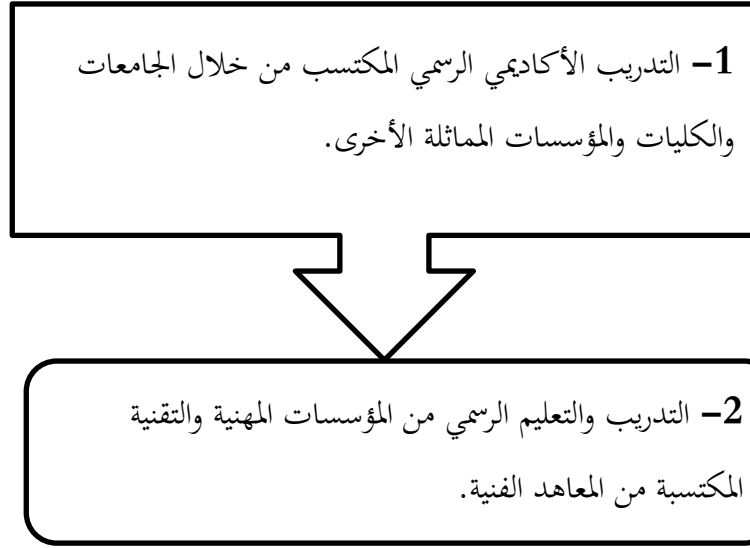 1– التدريب الأكاديمي الرسمي المكتسب من خلال الجامعات
والكليات والمؤسسات المماثلة الأخرى.
2– التدريب والتعليم الرسمي من المؤسسات المهنية والتقنية
المكتسبة من المعاهد الفنية.